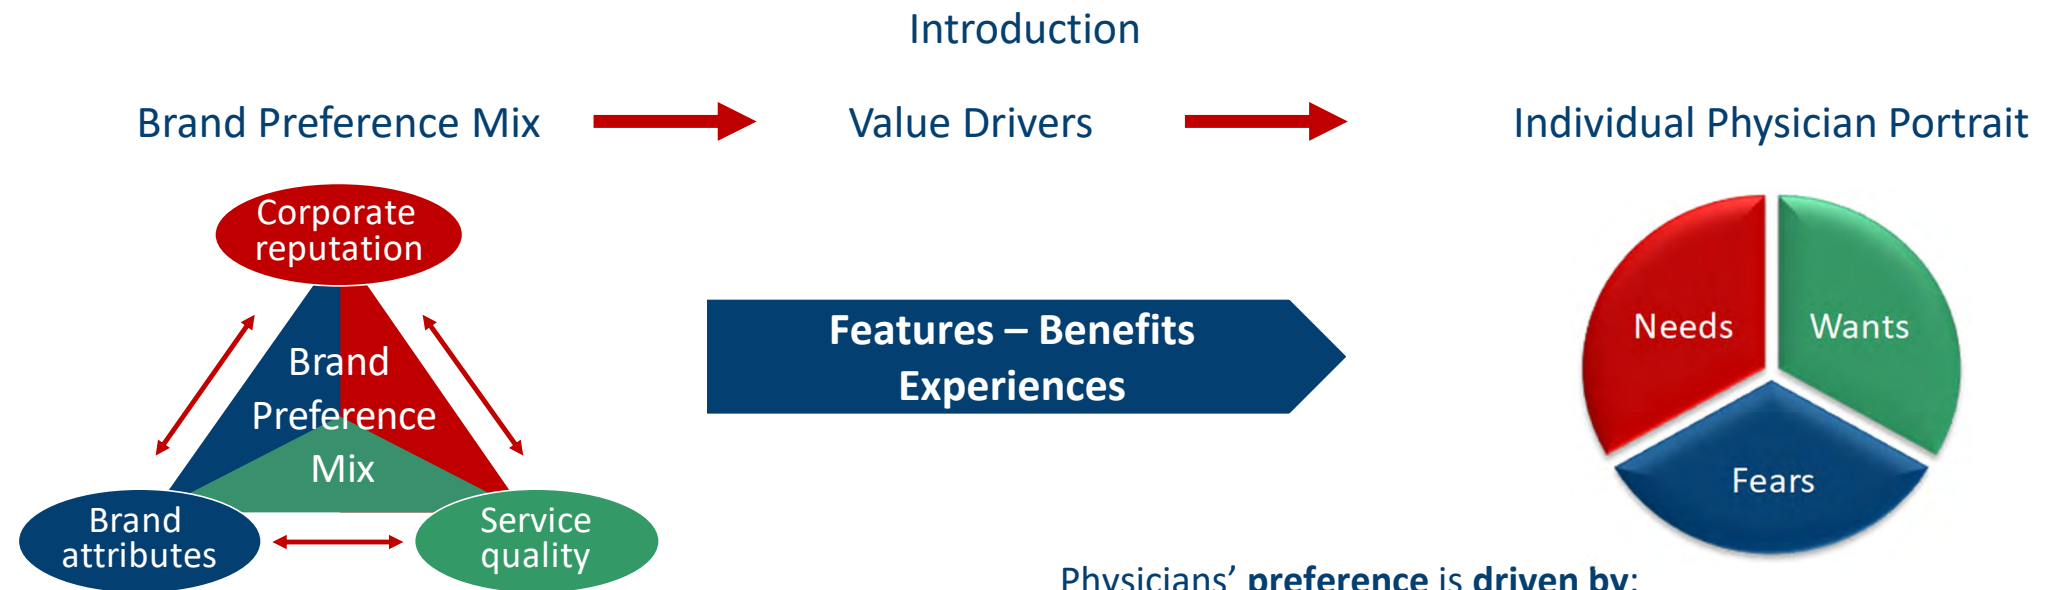 Introduction
Brand Preference Mix
Value Drivers
Individual Physician Portrait
Corporate
reputation
Brand
Preference
Mix
Brand
attributes
Service
quality
Features – Benefits
Experiences
Needs
Wants
Fears
Physicians’ preference is driven by: